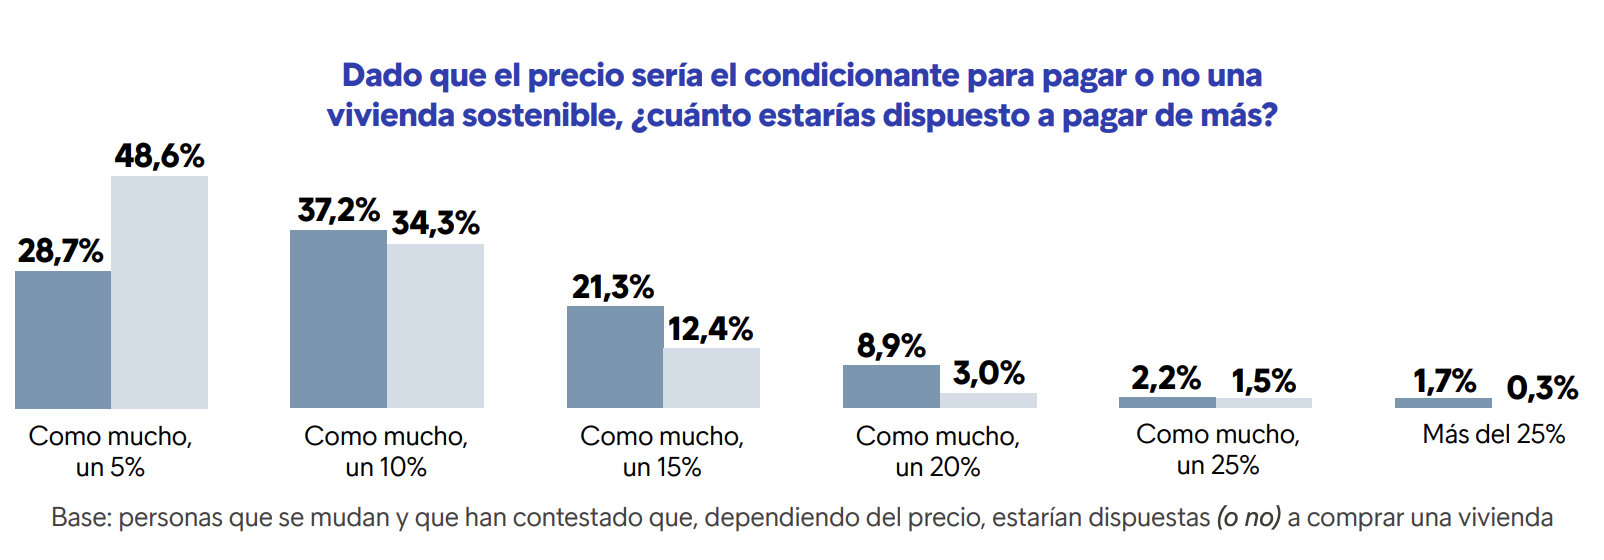 Dado que el precio sería el condicionante para pagar o no una
vivienda sostenible, ¿cuánto estarías dispuesto a pagar de más?
48,6%
28,7%
37,2%
34,3%
21,3%
12,4%
8,9%
3,0%
2,2%
1,5%
1,7%
0,3%
Como mucho,
un 5%
Como mucho,
un 10%
Como mucho,
un 15%
Como mucho,
un 20%
Como mucho,
un 25%
Más del 25%
Base: personas que se mudan y que han contestado que, dependiendo del precio, estarían dispuestas (o no) a comprar una vivienda